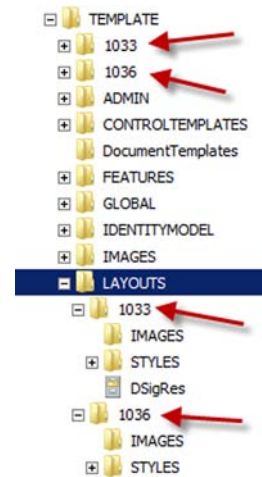 TEMPLATE
1033
1036
ADMIN
CONTROLTEMPLATES
DocumentTemplates
FEATURES
GLOBAL
IDENTITYMODEL
IMAGES
LAYOUTS
1033
IMAGES
STYLES
DSigRes
1036
IMAGES
STYLES